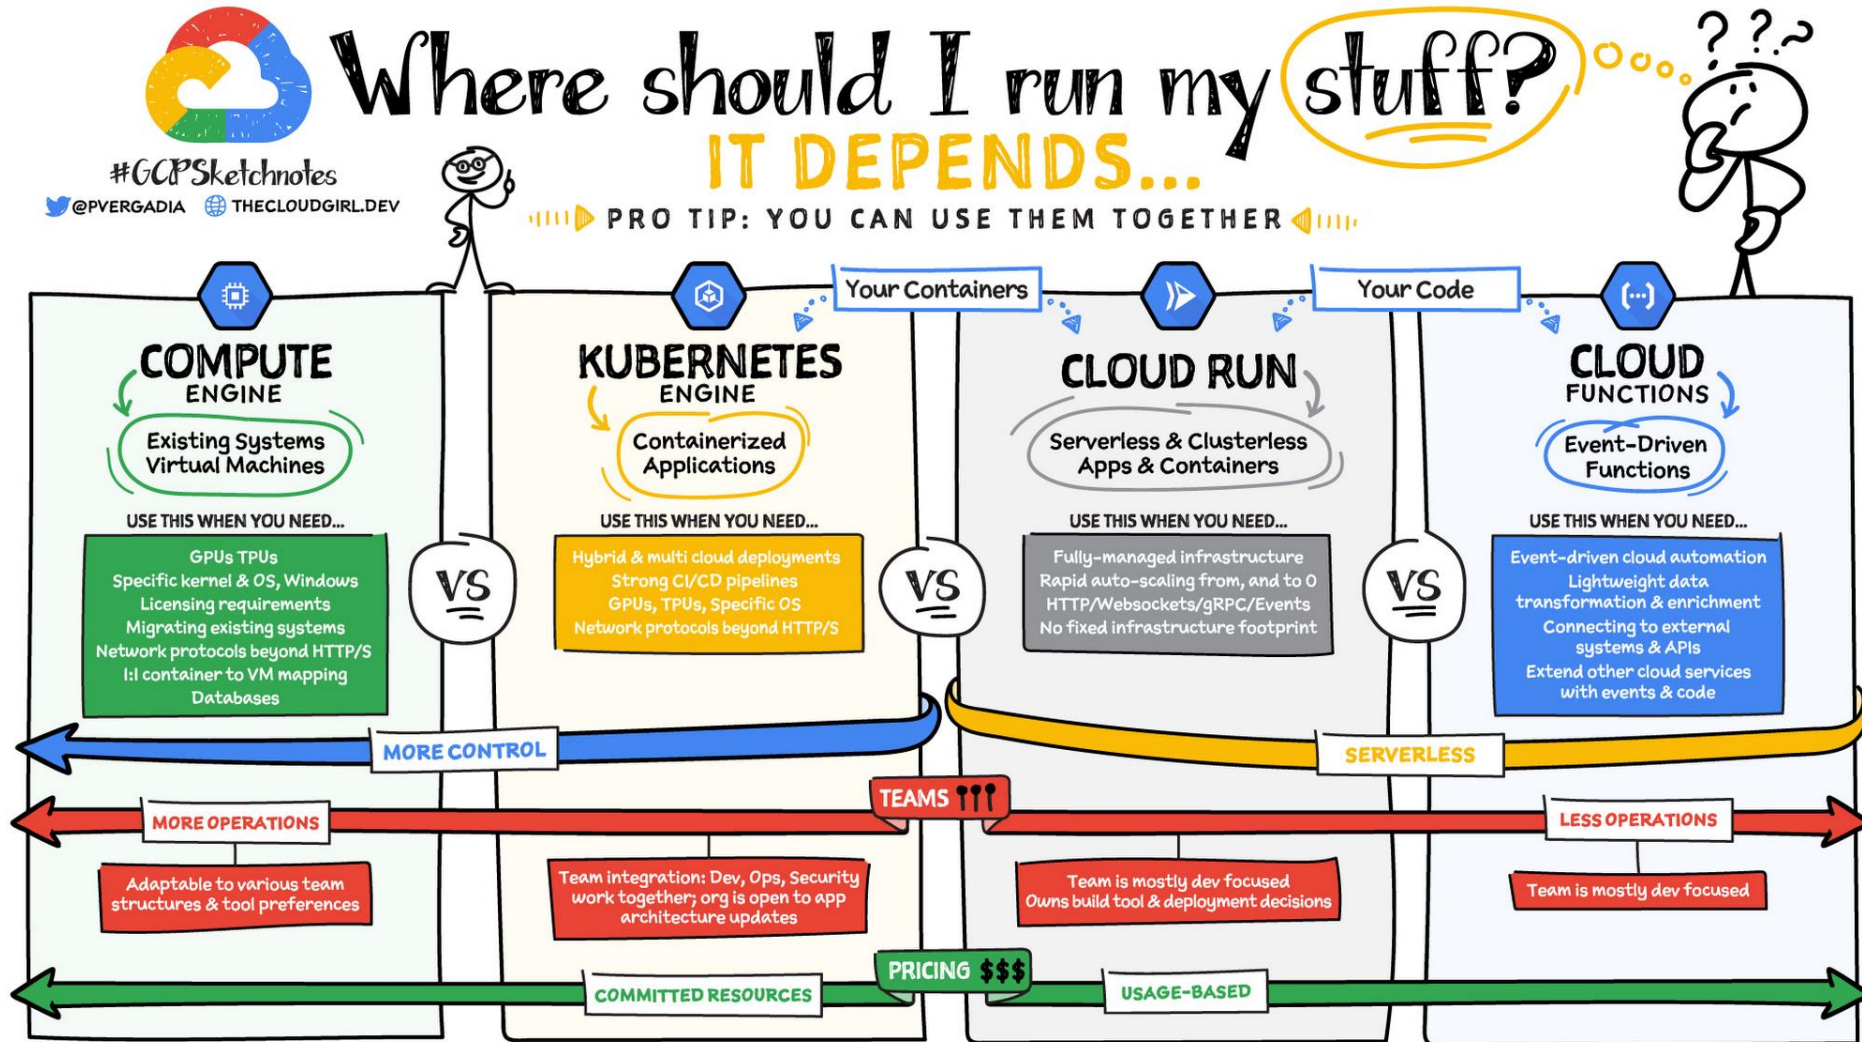 Where should I run my stuff?
IT DEPENDS...
PRO TIP: YOU CAN USE THEM TOGETHER
#GCPSketchnotes
@PVERGADIA THECLOUDGIRL.DEV
? ? ? . ?
Your Containers
Your Code
COMPUTE
ENGINE
Existing Systems
Virtual Machines
USE THIS WHEN YOU NEED...
GPUs TPUs
Specific kernel & OS, Windows
Licensing requirements
Migrating existing systems
Network protocols beyond HTTP/S
1:1 container to VM mapping
Databases
VS
KUBERNETES
ENGINE
Containerized
Applications
USE THIS WHEN YOU NEED...
Hybrid & multi cloud deployments
Strong CI/CD pipelines
GPUs, TPUs, Specific OS
Network protocols beyond HTTP/S
VS
CLOUD RUN
Serverless & Clusterless
Apps & Containers
USE THIS WHEN YOU NEED...
Fully-managed infrastructure
Rapid auto-scaling from, and to 0
HTTP/Websockets/gRPC/Events
No fixed infrastructure footprint
VS
CLOUD
FUNCTIONS
Event-Driven
Functions
USE THIS WHEN YOU NEED...
Event-driven cloud automation
Lightweight data
transformation & enrichment
Connecting to external
systems & APIs
Extend other cloud services
with events & code
MORE CONTROL
SERVERLESS
TEAMS
MORE OPERATIONS
LESS OPERATIONS
Adaptable to various team
structures & tool preferences
Team integration: Dev, Ops, Security
work together; org is open to app
architecture updates
Team is mostly dev focused
Owns build tool & deployment decisions
Team is mostly dev focused
PRICING $$$
COMMITTED RESOURCES
USAGE-BASED